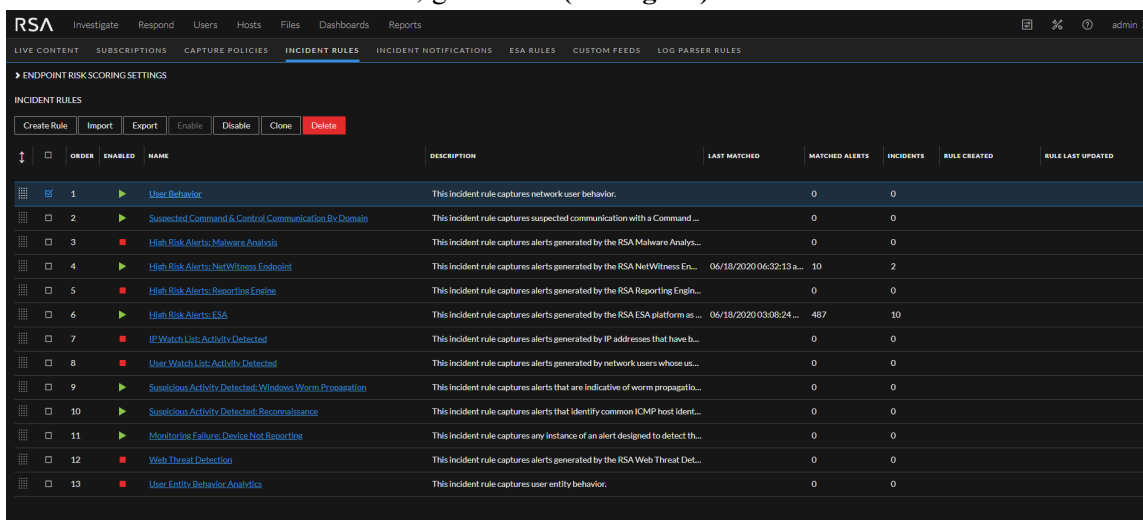 RSA Investigate Respond Users Hosts Files Dashboards Reports admin
LIVE CONTENT SUBSCRIPTIONS CAPTURE POLICIES INCIDENT RULES INCIDENT NOTIFICATIONS ESA RULES CUSTOM FEEDS LOG PARSER RULES
ENDPOINT RISK SCORING SETTINGS
INCIDENT RULES
Create Rule Import Export Enable Disable Clone Delete
ORDER ENABLED NAME DESCRIPTION LAST MATCHED MATCHED ALERTS INCIDENTS RULE CREATED RULE LAST UPDATED
1 User Behavior This incident rule captures network user behavior. 0 0
2 Suspected Command & Control Communication By Domain This incident rule captures suspected communication with a Command ... 0 0
3 High Risk Alerts: Malware Analysis This incident rule captures alerts generated by the RSA Malware Analys... 0 0
4 High Risk Alerts: NetWitness Endpoint This incident rule captures alerts generated by the RSA NetWitness En... 06/18/2020 06:32:13 a... 10 2
5 High Risk Alerts: Reporting Engine This incident rule captures alerts generated by the RSA Reporting Engin... 0 0
6 High Risk Alerts: ESA This incident rule captures alerts generated by the RSA ESA platform as ... 06/18/2020 03:08:24 ... 487 10
7 IP Watch List: Activity Detected This incident rule captures alerts generated by IP addresses that have b... 0 0
8 User Watch List: Activity Detected This incident rule captures alerts generated by network users whose us... 0 0
9 Suspicious Activity Detected: Windows Worm Propagation This incident rule captures alerts that are indicative of worm propagatio... 0 0
10 Suspicious Activity Detected: Reconnaissance This incident rule captures alerts that identify common ICMP host ident... 0 0
11 Monitoring Failure: Device Not Reporting This incident rule captures any instance of an alert designed to detect th... 0 0
12 Web Threat Detection This incident rule captures alerts generated by the RSA Web Threat Det... 0 0
13 User Entity Behavior Analytics This incident rule captures user entity behavior. 0 0